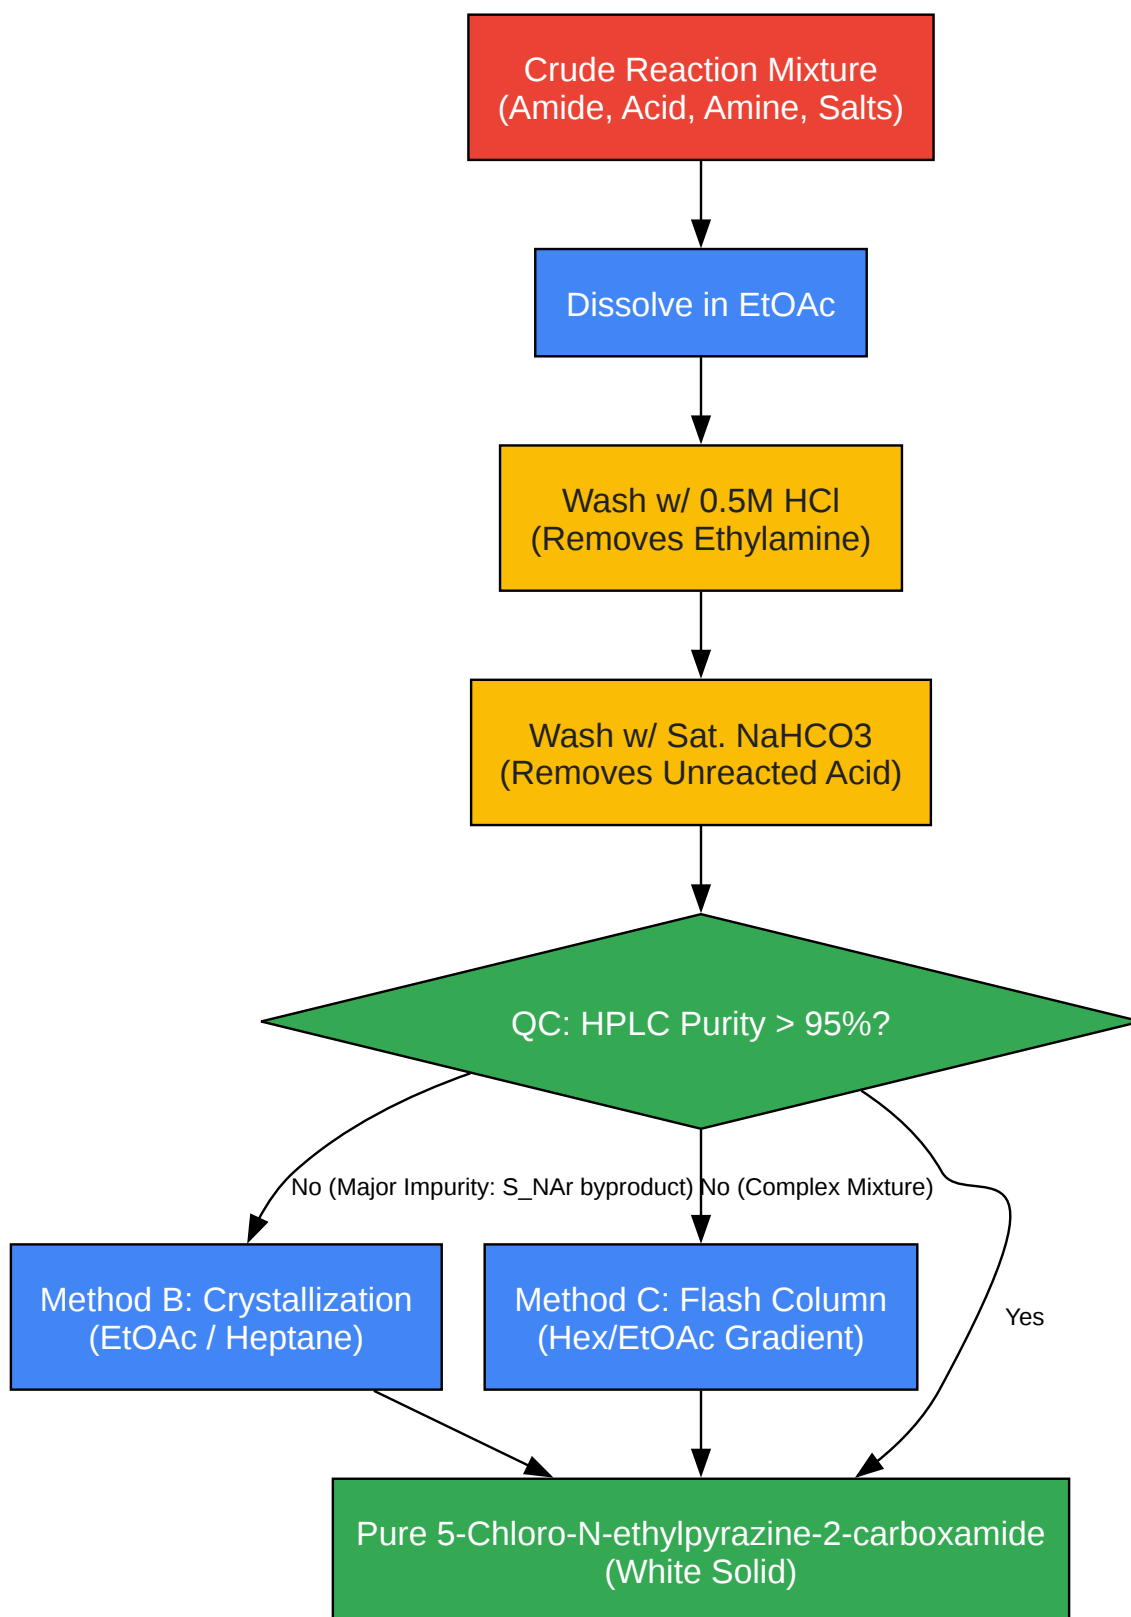 Crude Reaction Mixture
(Amide, Acid, Amine, Salts)
Dissolve in EtOAc
Wash w/ 0.5M HCl
(Removes Ethylamine)
Wash w/ Sat. NaHCO3
(Removes Unreacted Acid)
QC: HPLC Purity > 95%?
No (Major Impurity: S_NAr byproduct)
No (Complex Mixture)
Yes
Method B: Crystallization
(EtOAc / Heptane)
Method C: Flash Column
(Hex/EtOAc Gradient)
Pure 5-Chloro-N-ethylpyrazine-2-carboxamide
(White Solid)